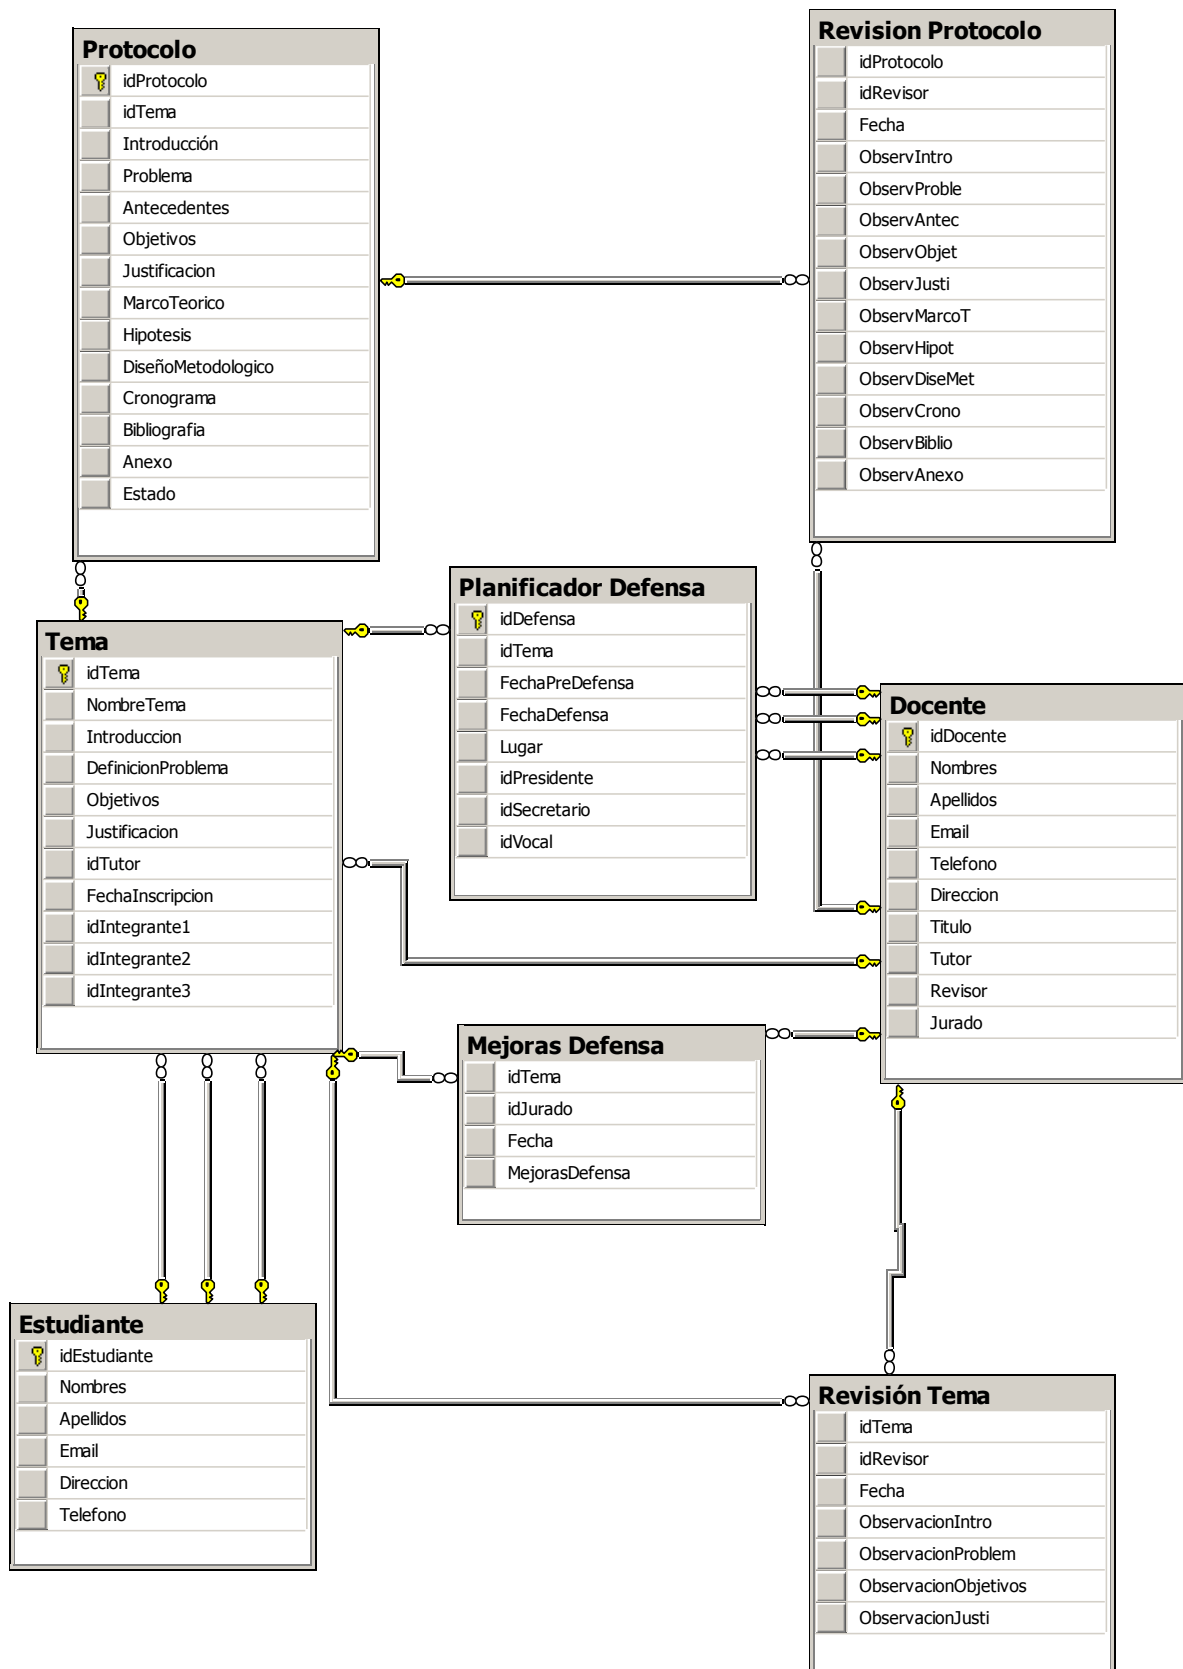 Protocolo
idProtocolo
idTema
Introducción
Problema
Antecedentes
Objetivos
Justificacion
MarcoTeorico
Hipotesis
DiseñoMetodologico
Cronograma
Bibliografia
Anexo
Estado
Revision Protocolo
idProtocolo
idRevisor
Fecha
ObservIntro
ObservProble
ObservAntec
ObservObjet
ObservJusti
ObservMarcoT
ObservHipot
ObservDiseMet
ObservCrono
ObservBiblio
ObservAnexo
Planificador Defensa
idDefensa
idTema
FechaPreDefensa
FechaDefensa
Lugar
idPresidente
idSecretario
idVocal
Tema
idTema
NombreTema
Introduccion
DefinicionProblema
Objetivos
Justificacion
idTutor
FechaInscripcion
idIntegrante1
idIntegrante2
idIntegrante3
Docente
idDocente
Nombres
Apellidos
Email
Telefono
Direccion
Titulo
Tutor
Revisor
Jurado
Mejoras Defensa
idTema
idJurado
Fecha
MejorasDefensa
Estudiante
idEstudiante
Nombres
Apellidos
Email
Direccion
Telefono
Revisión Tema
idTema
idRevisor
Fecha
ObservacionIntro
ObservacionProblem
ObservacionObjetivos
ObservacionJusti